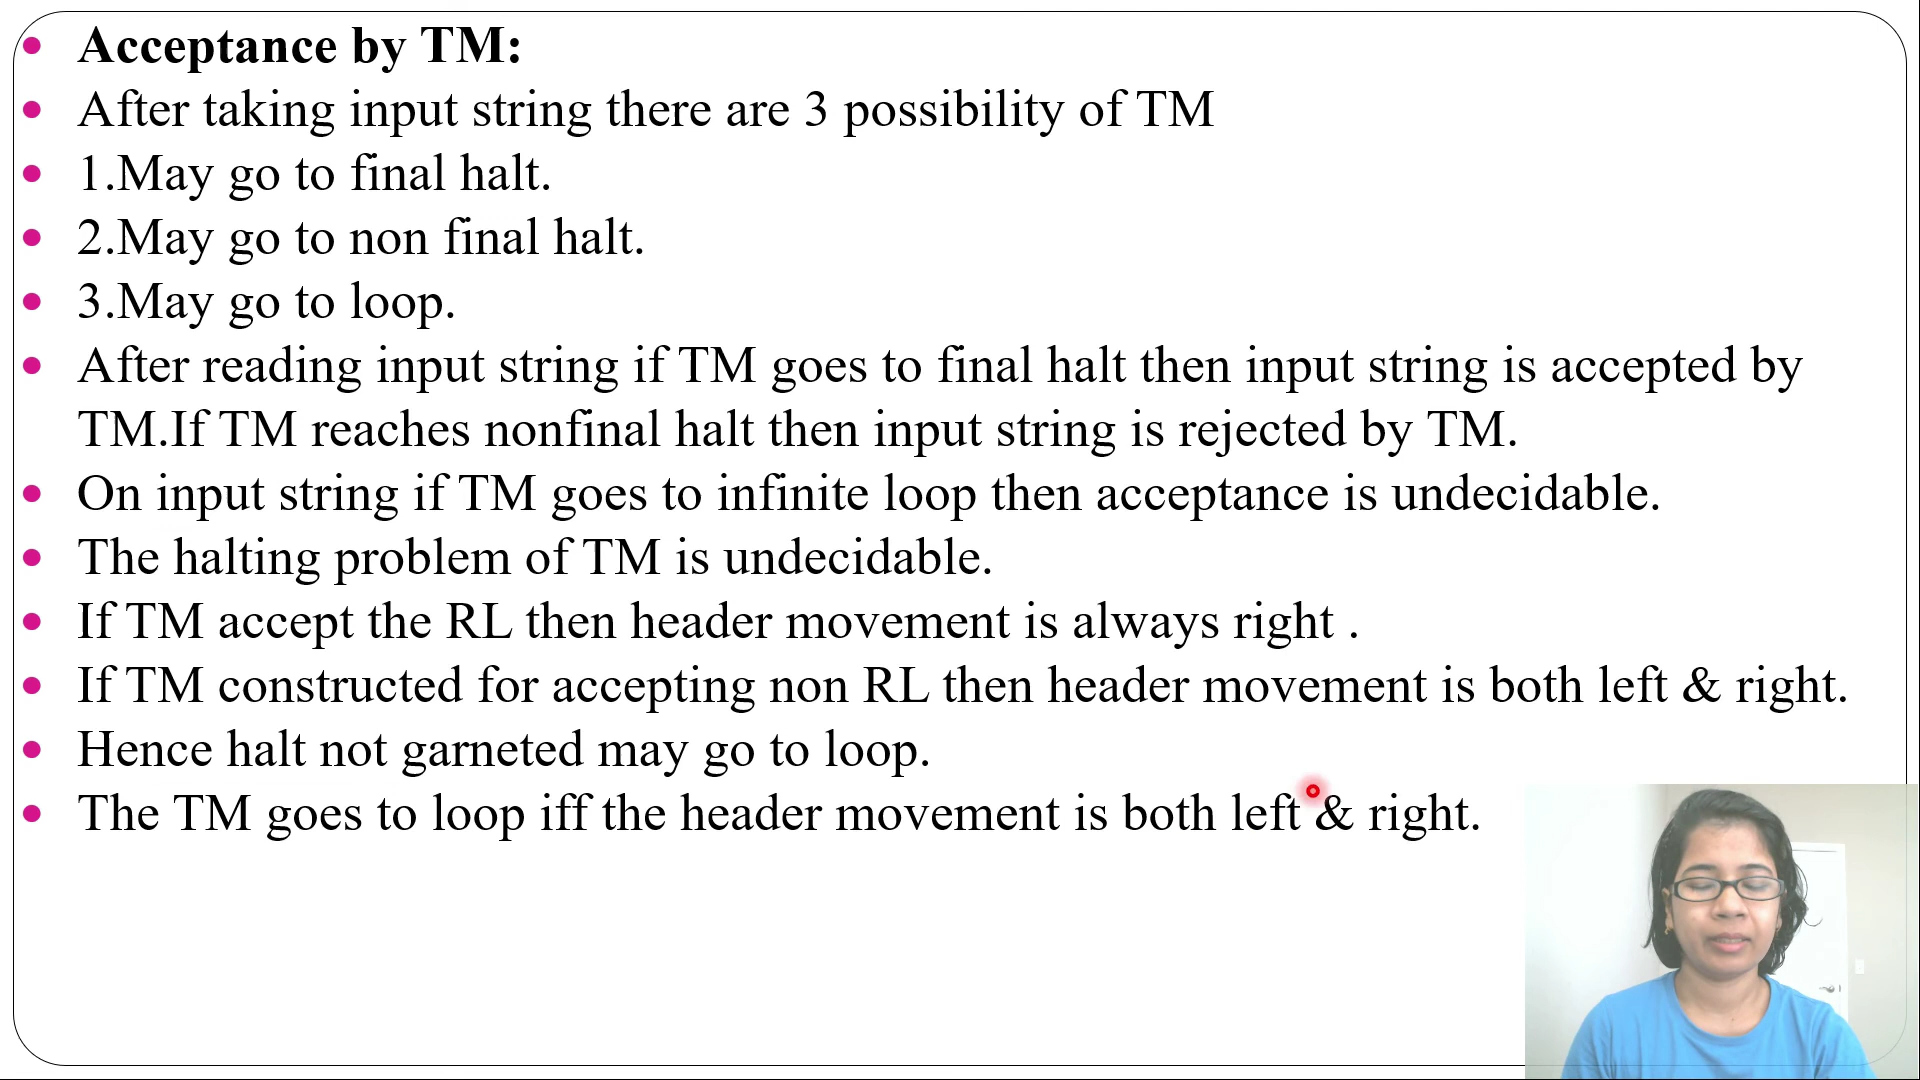 Acceptance by TM:
After taking input string there are 3 possibility of TM
1.May go to final halt.
2.May go to non final halt.
3.May go to loop.
After reading input string if TM goes to final halt then input string is accepted by
TM.If TM reaches nonfinal halt then input string is rejected by TM.
On input string if TM goes to infinite loop then acceptance is undecidable.
The halting problem of TM is undecidable.
If TM accept the RL then header movement is always right .
If TM constructed for accepting non RL then header movement is both left & right.
Hence halt not garneted may go to loop.
The TM goes to loop iff the header movement is both left & right.